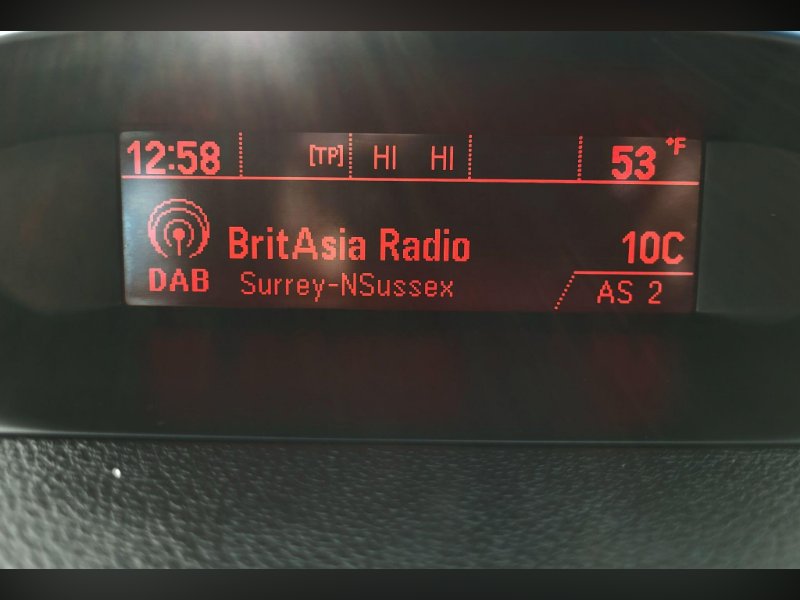 12:58 [TP] HI HI 53 °F
BritAsia Radio 10C
DAB Surrey-NSussex AS 2